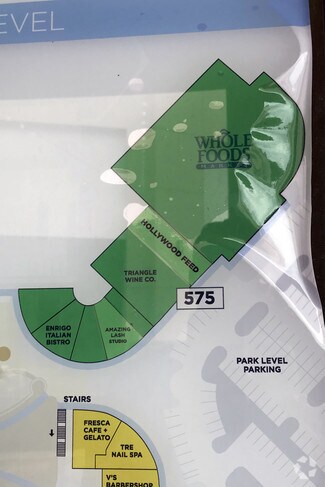 EVEL
WHOLE
FOODS
MARKET
HOLLYWOOD FEED
TRIANGLE
WINE CO.
575
ENRIGO
ITALIAN
BISTRO
AMAZING
LASH
STUDIO
PARK LEVEL
PARKING
STAIRS
FRESCA
CAFE +
GELATO
TRE
NAIL SPA
V'S
BARBERSHOP